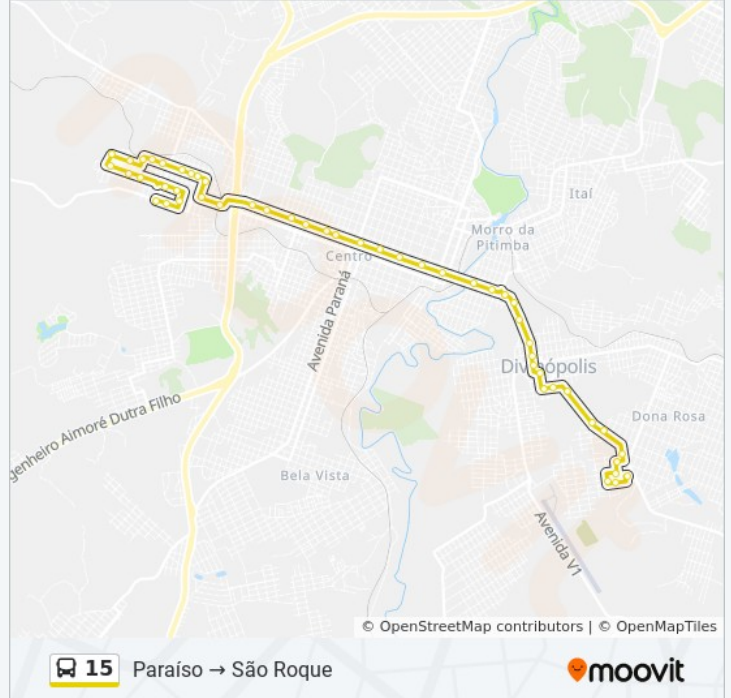 Itaí
Morro da
Pitimba
Centro
Avenida Paraná
Divinópolis
Dona Rosa
genheiro Aimoré Dutra Filho
Bela Vista
Avenida V1
© OpenStreetMap contributors | © OpenMapTiles
15 Paraíso → São Roque
moovit